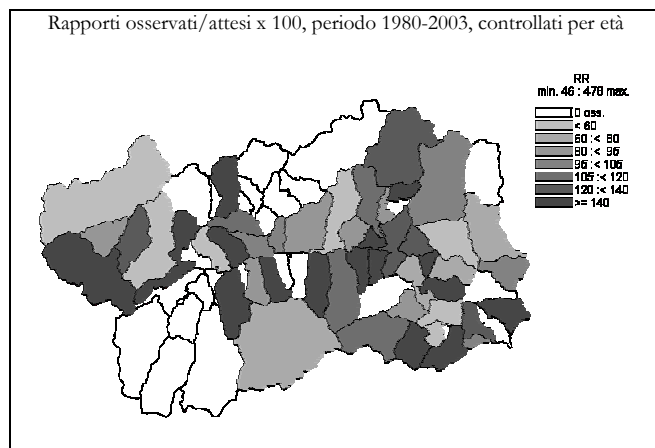 Rapporti osservati/attesi x 100, periodo 1980-2003, controllati per età
RR
min. 46 : 478 max.
0 oss.
< 60
60 :< 80
80 :< 95
95 :< 105
105 :< 120
120 :< 140
>= 140